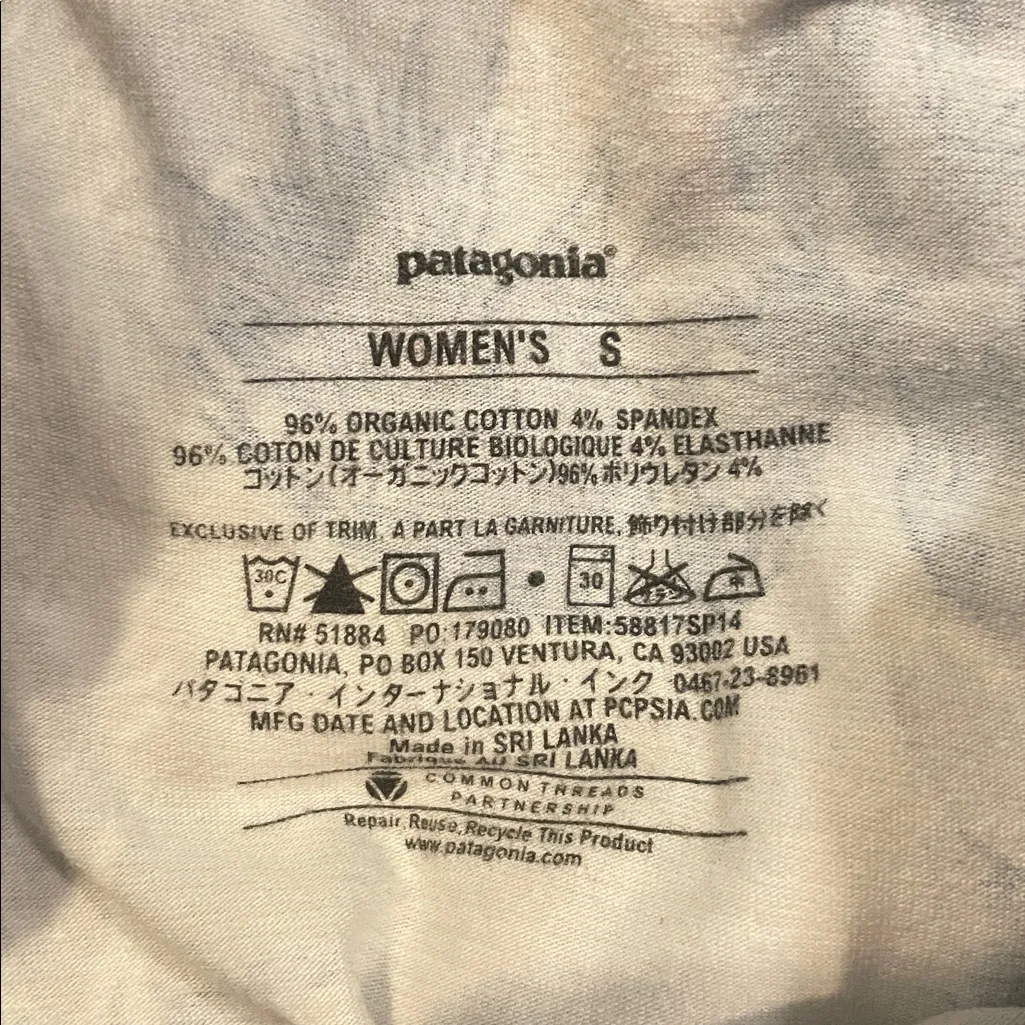 patagonia®
WOMEN'S S
96% ORGANIC COTTON 4% SPANDEX
96% COTON DE CULTURE BIOLOGIQUE 4% ELASTHANNE
コットン(オーガニックコットン)96% ポリウレタン 4%
EXCLUSIVE OF TRIM, A PART LA GARNITURE, 飾り付け部分を除く
30C 30
RN# 51884 PO:179080 ITEM:58817SP14
PATAGONIA, PO BOX 150 VENTURA, CA 93002 USA
パタゴニア・インターナショナル・インク 0467-23-8961
MFG DATE AND LOCATION AT PCPSIA.COM
Made in SRI LANKA
Fabrique AU SRI LANKA
COMMON THREADS
PARTNERSHIP
Repair, Reuse, Recycle This Product
www.patagonia.com